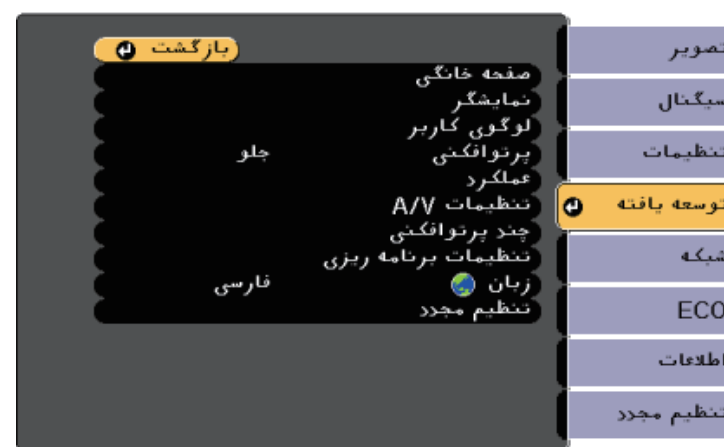 بازگشت
صفحه خانگی
نمایشگر
لوگوی کاربر
پرتوافکنی جلو
عملکرد
تنظیمات A/V
چند پرتوافکنی
تنظیمات برنامه ریزی
زبان فارسی
تنظیم مجدد
تصویر
سیگنال
تنظیمات
توسعه یافته
شبکه
ECO
اطلاعات
تنظیم مجدد